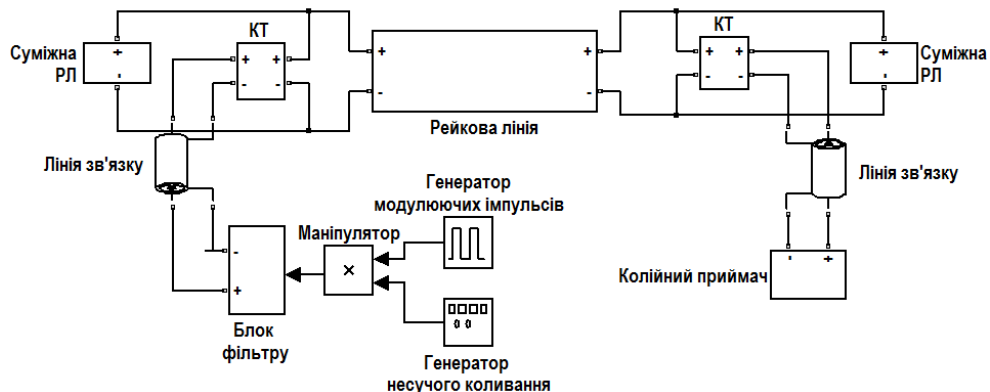 КТ
Суміжна
РЛ
+
-
+ +
- -
+
-
Рейкова лінія
+
-
КТ
+ +
- -
+
-
Суміжна
РЛ
Лінія зв'язку
Лінія зв'язку
Генератор
модулюючих імпульсів
Маніпулятор
×
-
+
Блок
фільтру
Генератор
несучого коливання
Колійний приймач
- +